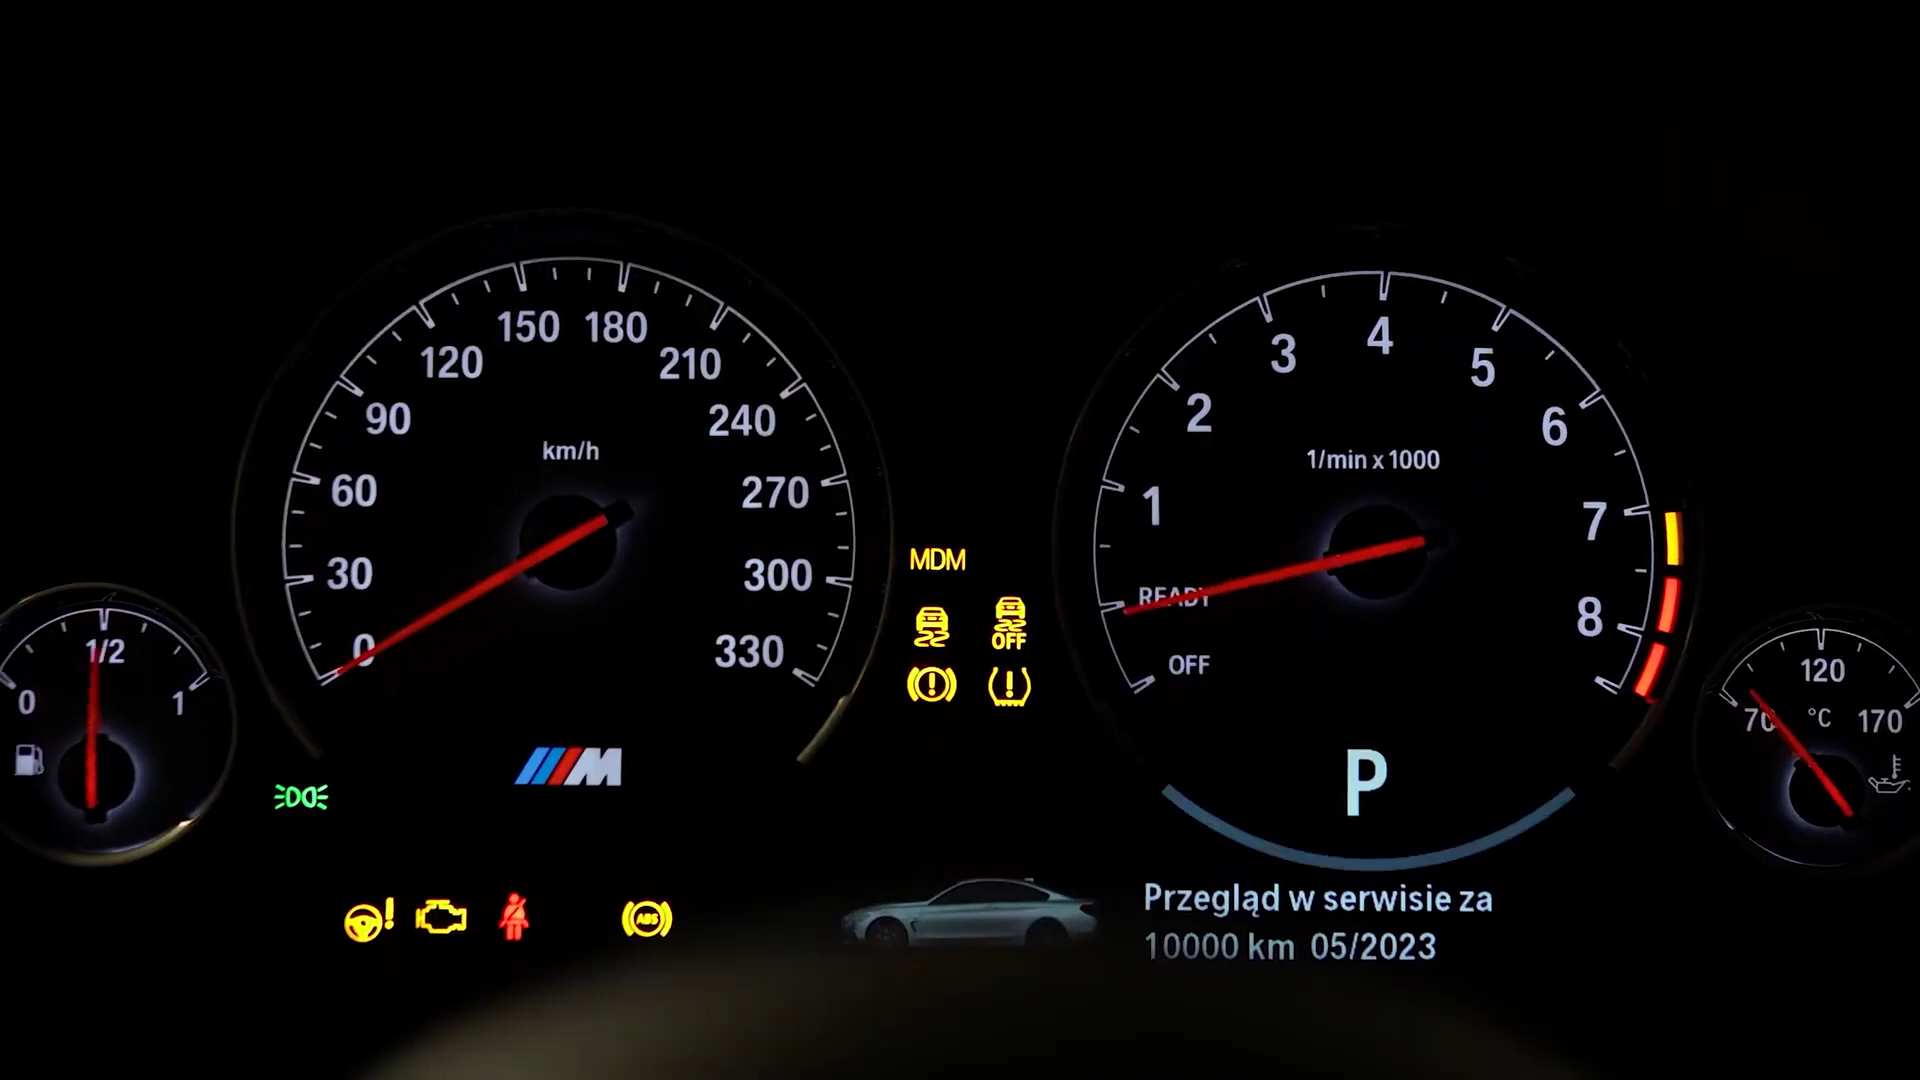 0
1/2
1
0
30
60
90
120
150
180
210
240
270
300
330
km/h
M
MDM
OFF
ABS
OFF
READY
1
2
3
4
5
6
7
8
1/min x 1000
P
70
120
170
°C
Przegląd w serwisie za
10000 km 05/2023